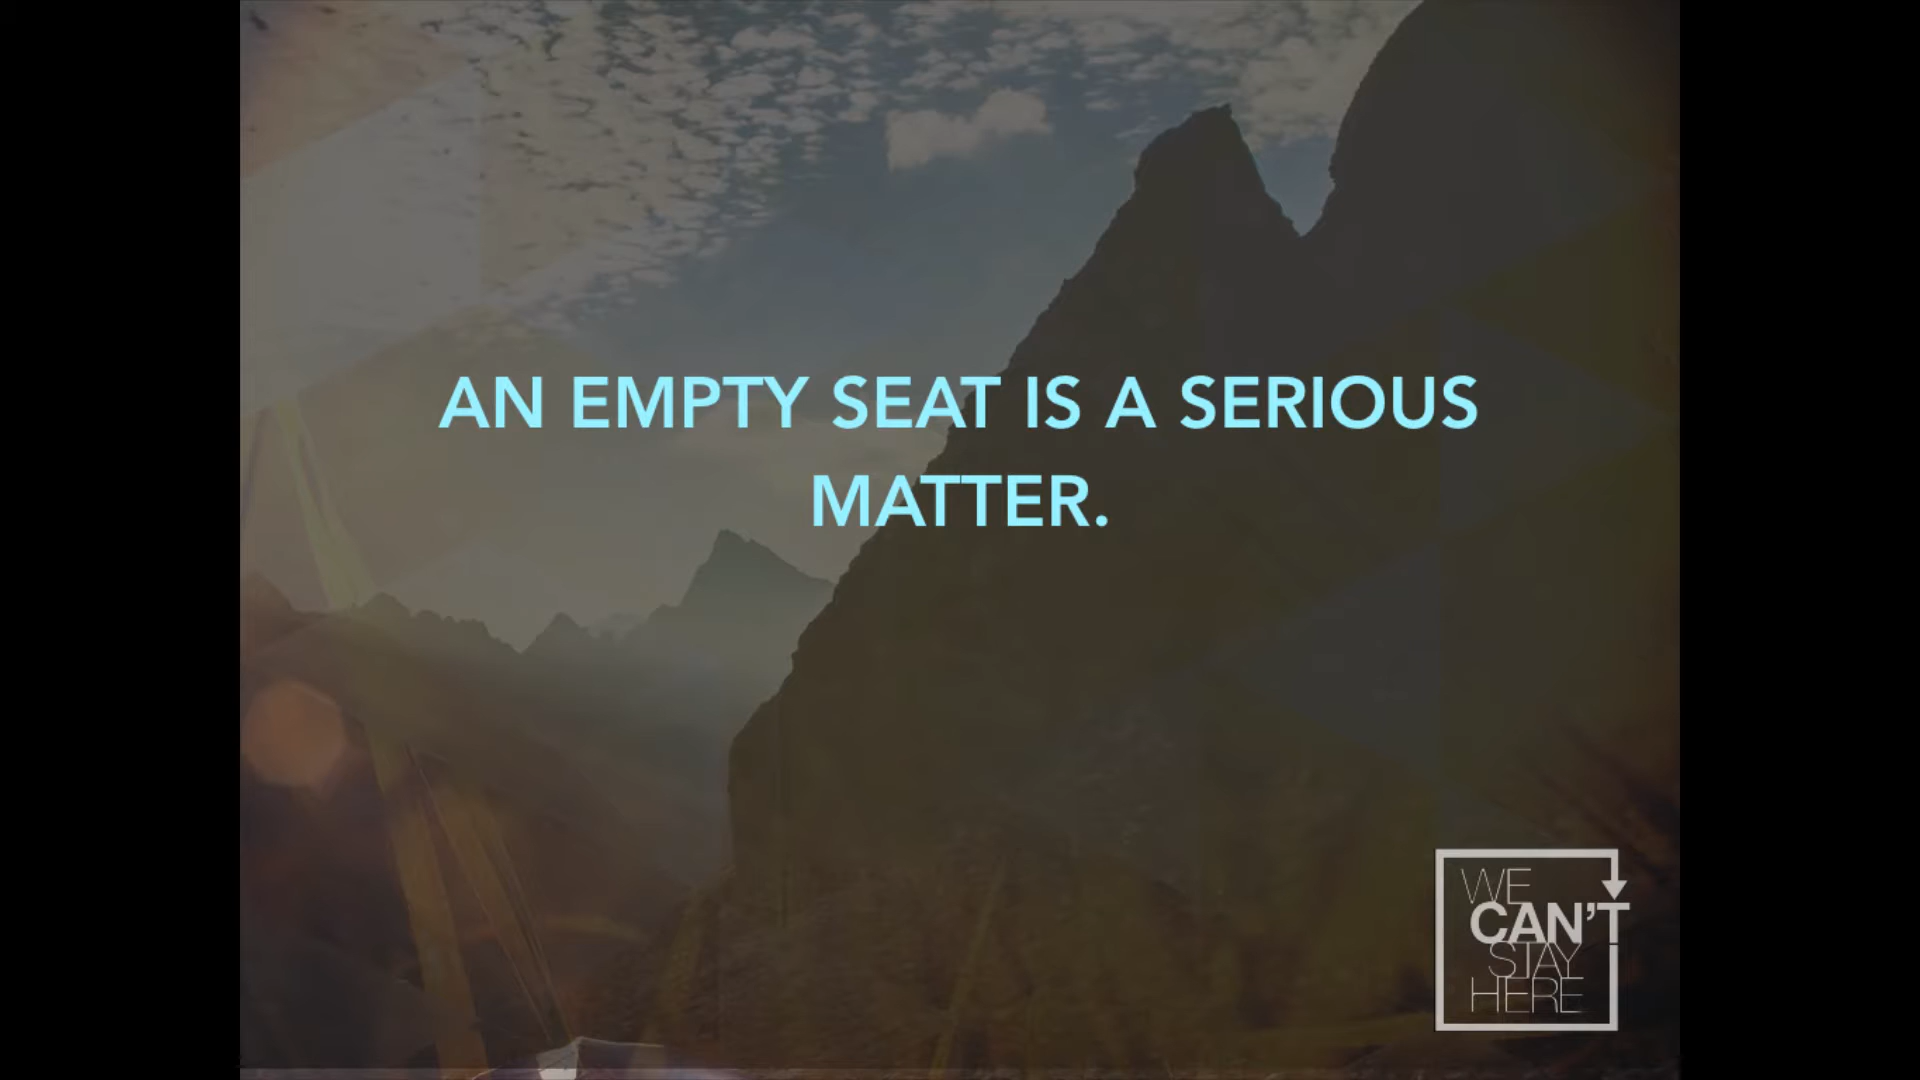 AN EMPTY SEAT IS A SERIOUS
MATTER.
WE
CAN'T
STAY
HERE